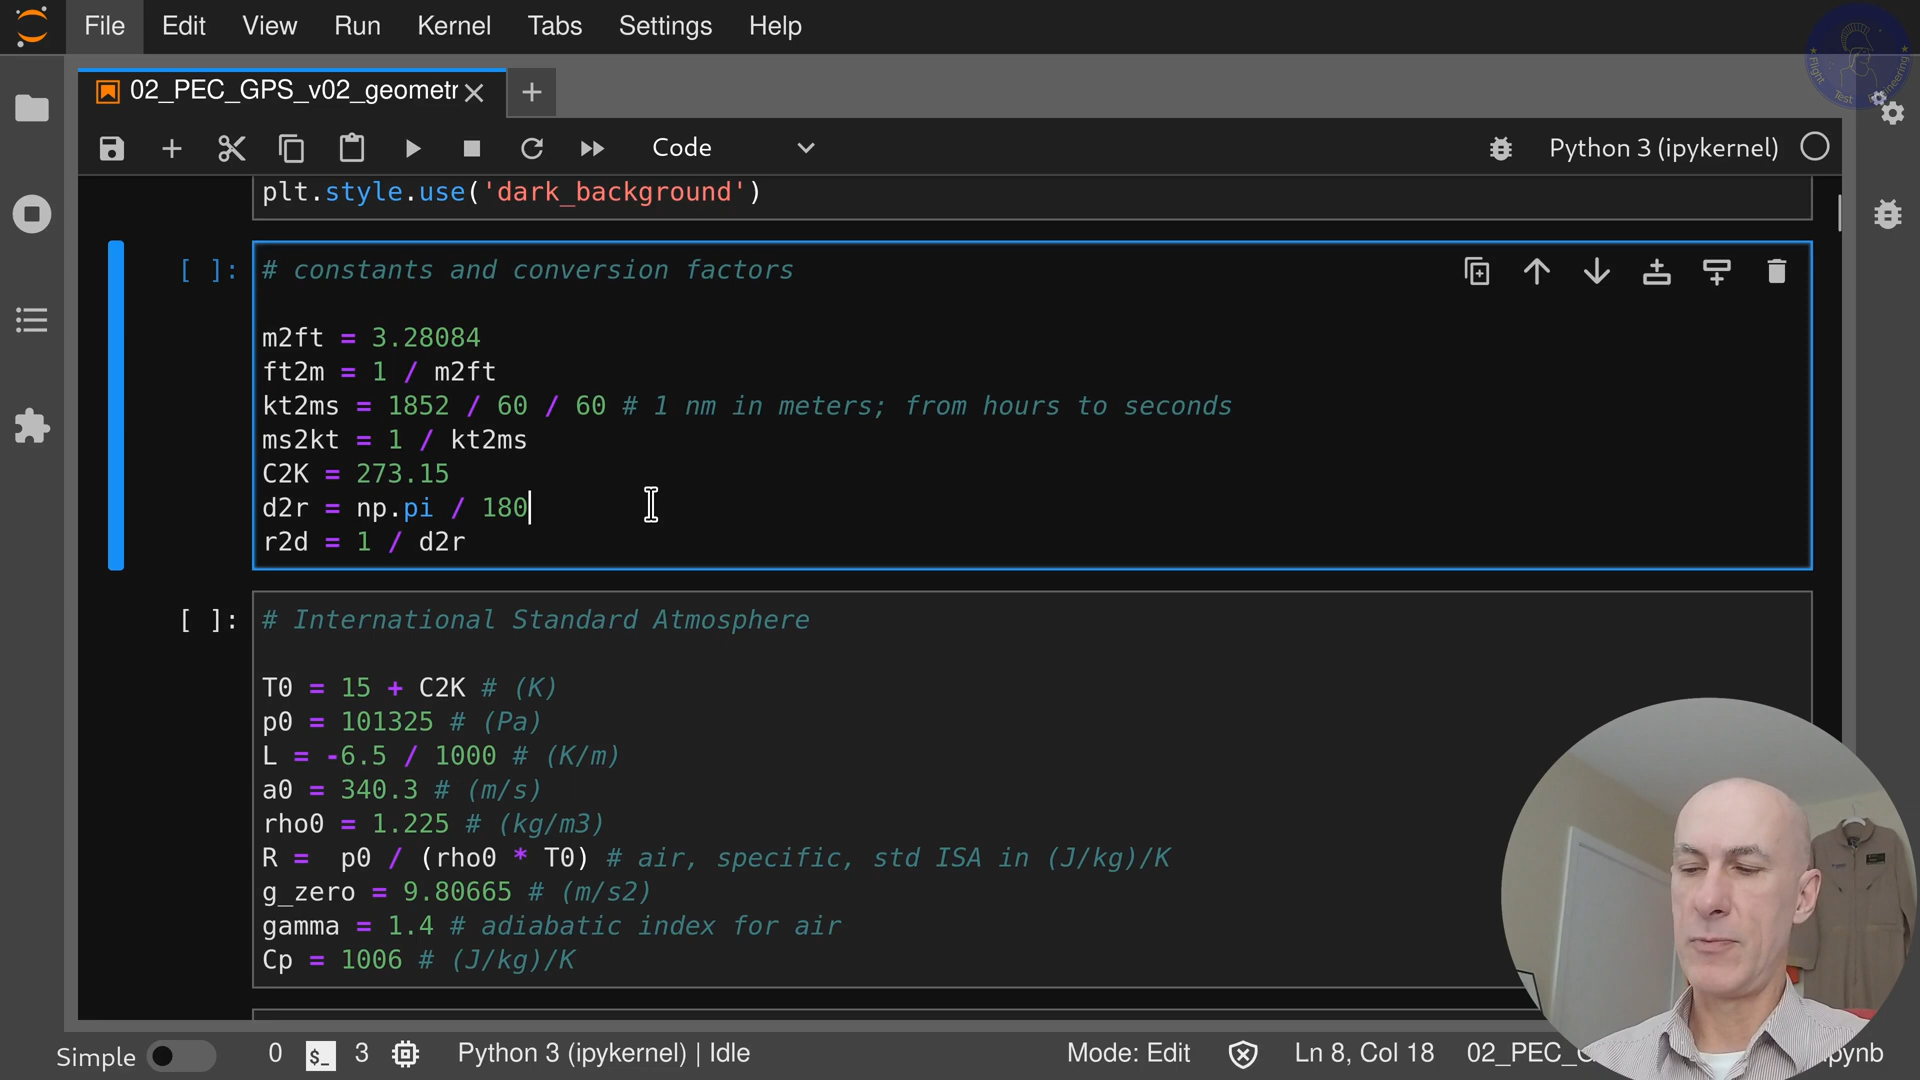 File Edit View Run Kernel Tabs Settings Help
02_PEC_GPS_v02_geometr
Code
Python 3 (ipykernel)
Flight Test Engineering
plt.style.use('dark_background')
[ ]: # constants and conversion factors
m2ft = 3.28084
ft2m = 1 / m2ft
kt2ms = 1852 / 60 / 60 # 1 nm in meters; from hours to seconds
ms2kt = 1 / kt2ms
C2K = 273.15
d2r = np.pi / 180
r2d = 1 / d2r
[ ]: # International Standard Atmosphere
T0 = 15 + C2K # (K)
p0 = 101325 # (Pa)
L = -6.5 / 1000 # (K/m)
a0 = 340.3 # (m/s)
rho0 = 1.225 # (kg/m3)
R =  p0 / (rho0 * T0) # air, specific, std ISA in (J/kg)/K
g_zero = 9.80665 # (m/s2)
gamma = 1.4 # adiabatic index for air
Cp = 1006 # (J/kg)/K
Simple 0 $_ 3 Python 3 (ipykernel) | Idle Mode: Edit Ln 8, Col 18 02_PEC_G ipynb